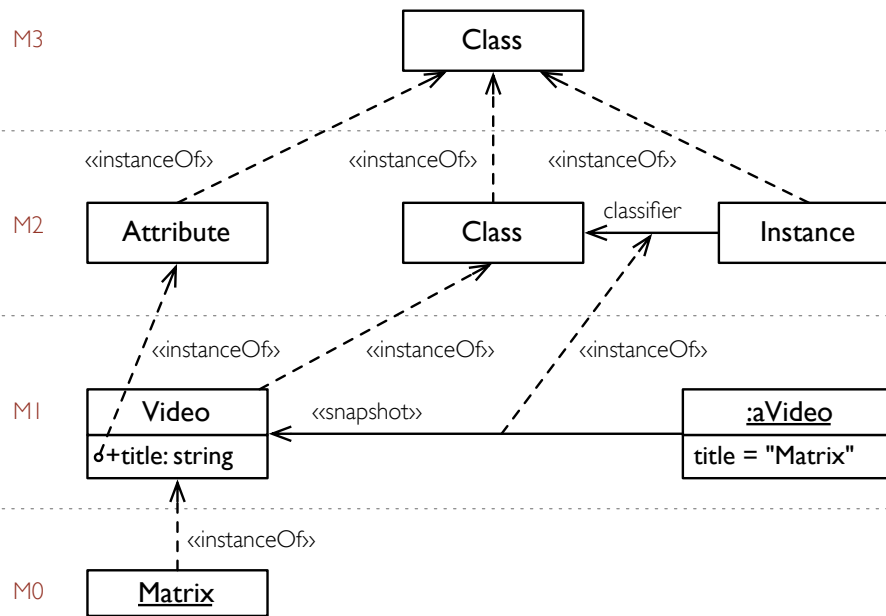 M3
Class
«instanceOf»
«instanceOf»
«instanceOf»
M2
Attribute
Class
classifier
Instance
«instanceOf»
«instanceOf»
«instanceOf»
M1
Video
+title: string
«snapshot»
:aVideo
title = "Matrix"
«instanceOf»
M0
Matrix